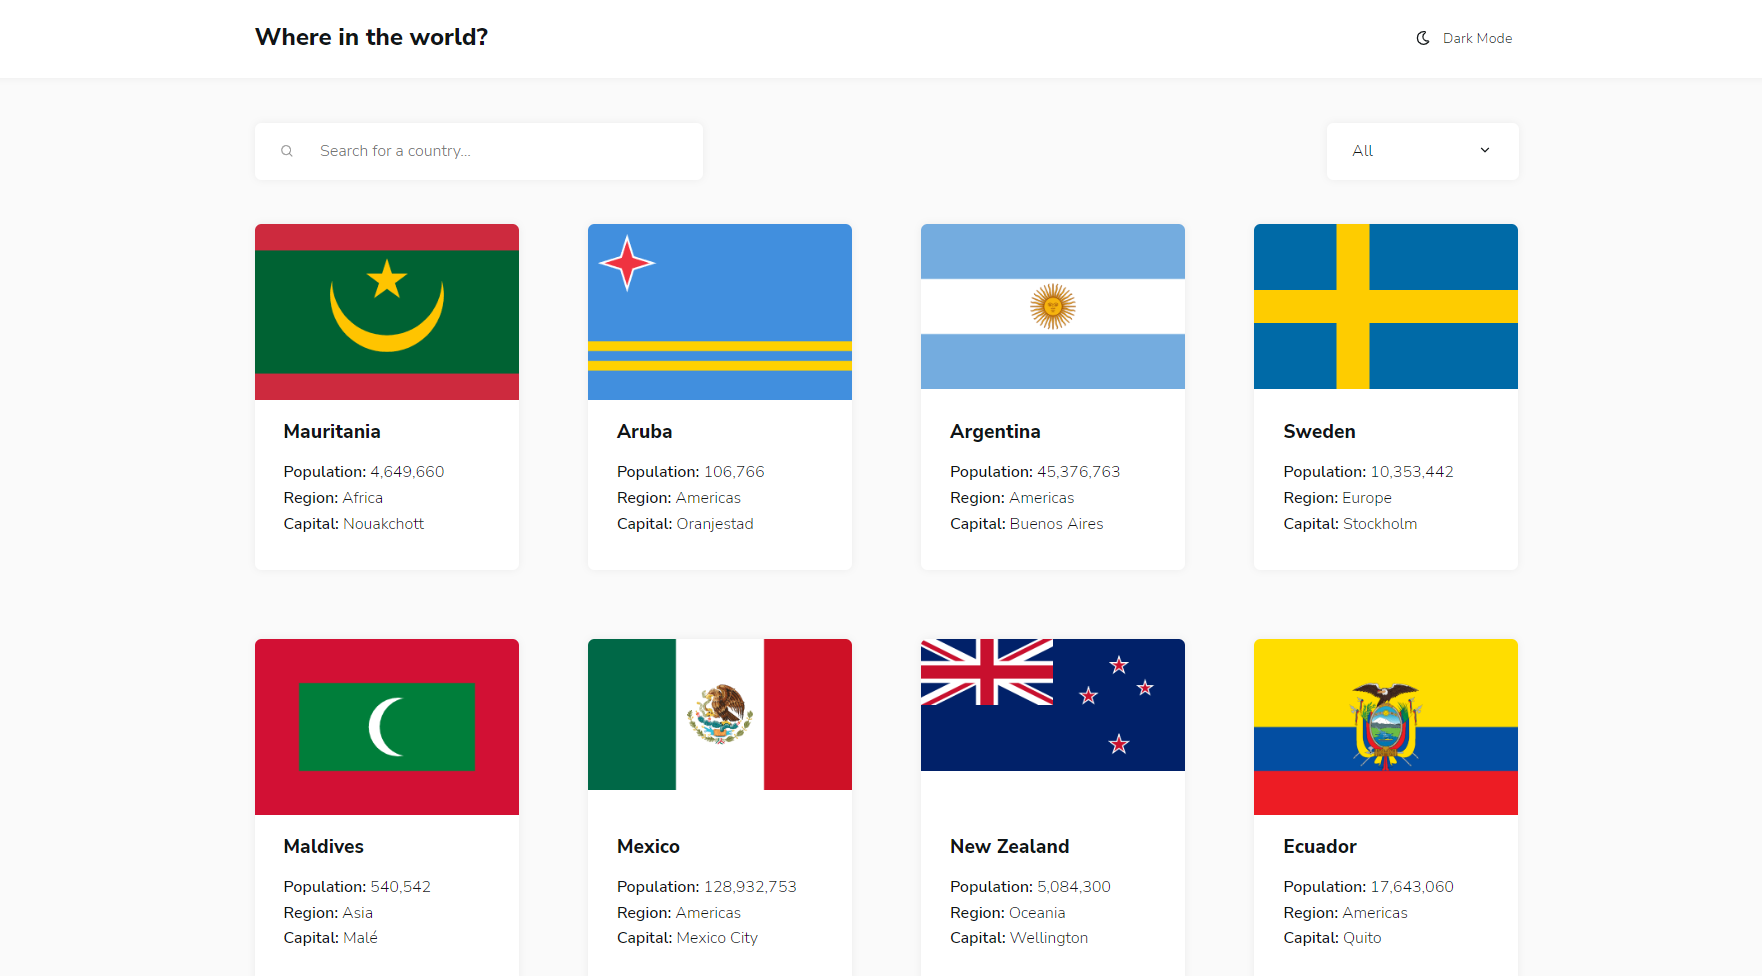 Where in the world?
Dark Mode
Search for a country...
All
Mauritania
Population: 4,649,660
Region: Africa
Capital: Nouakchott
Aruba
Population: 106,766
Region: Americas
Capital: Oranjestad
Argentina
Population: 45,376,763
Region: Americas
Capital: Buenos Aires
Sweden
Population: 10,353,442
Region: Europe
Capital: Stockholm
Maldives
Population: 540,542
Region: Asia
Capital: Malé
Mexico
Population: 128,932,753
Region: Americas
Capital: Mexico City
New Zealand
Population: 5,084,300
Region: Oceania
Capital: Wellington
Ecuador
Population: 17,643,060
Region: Americas
Capital: Quito